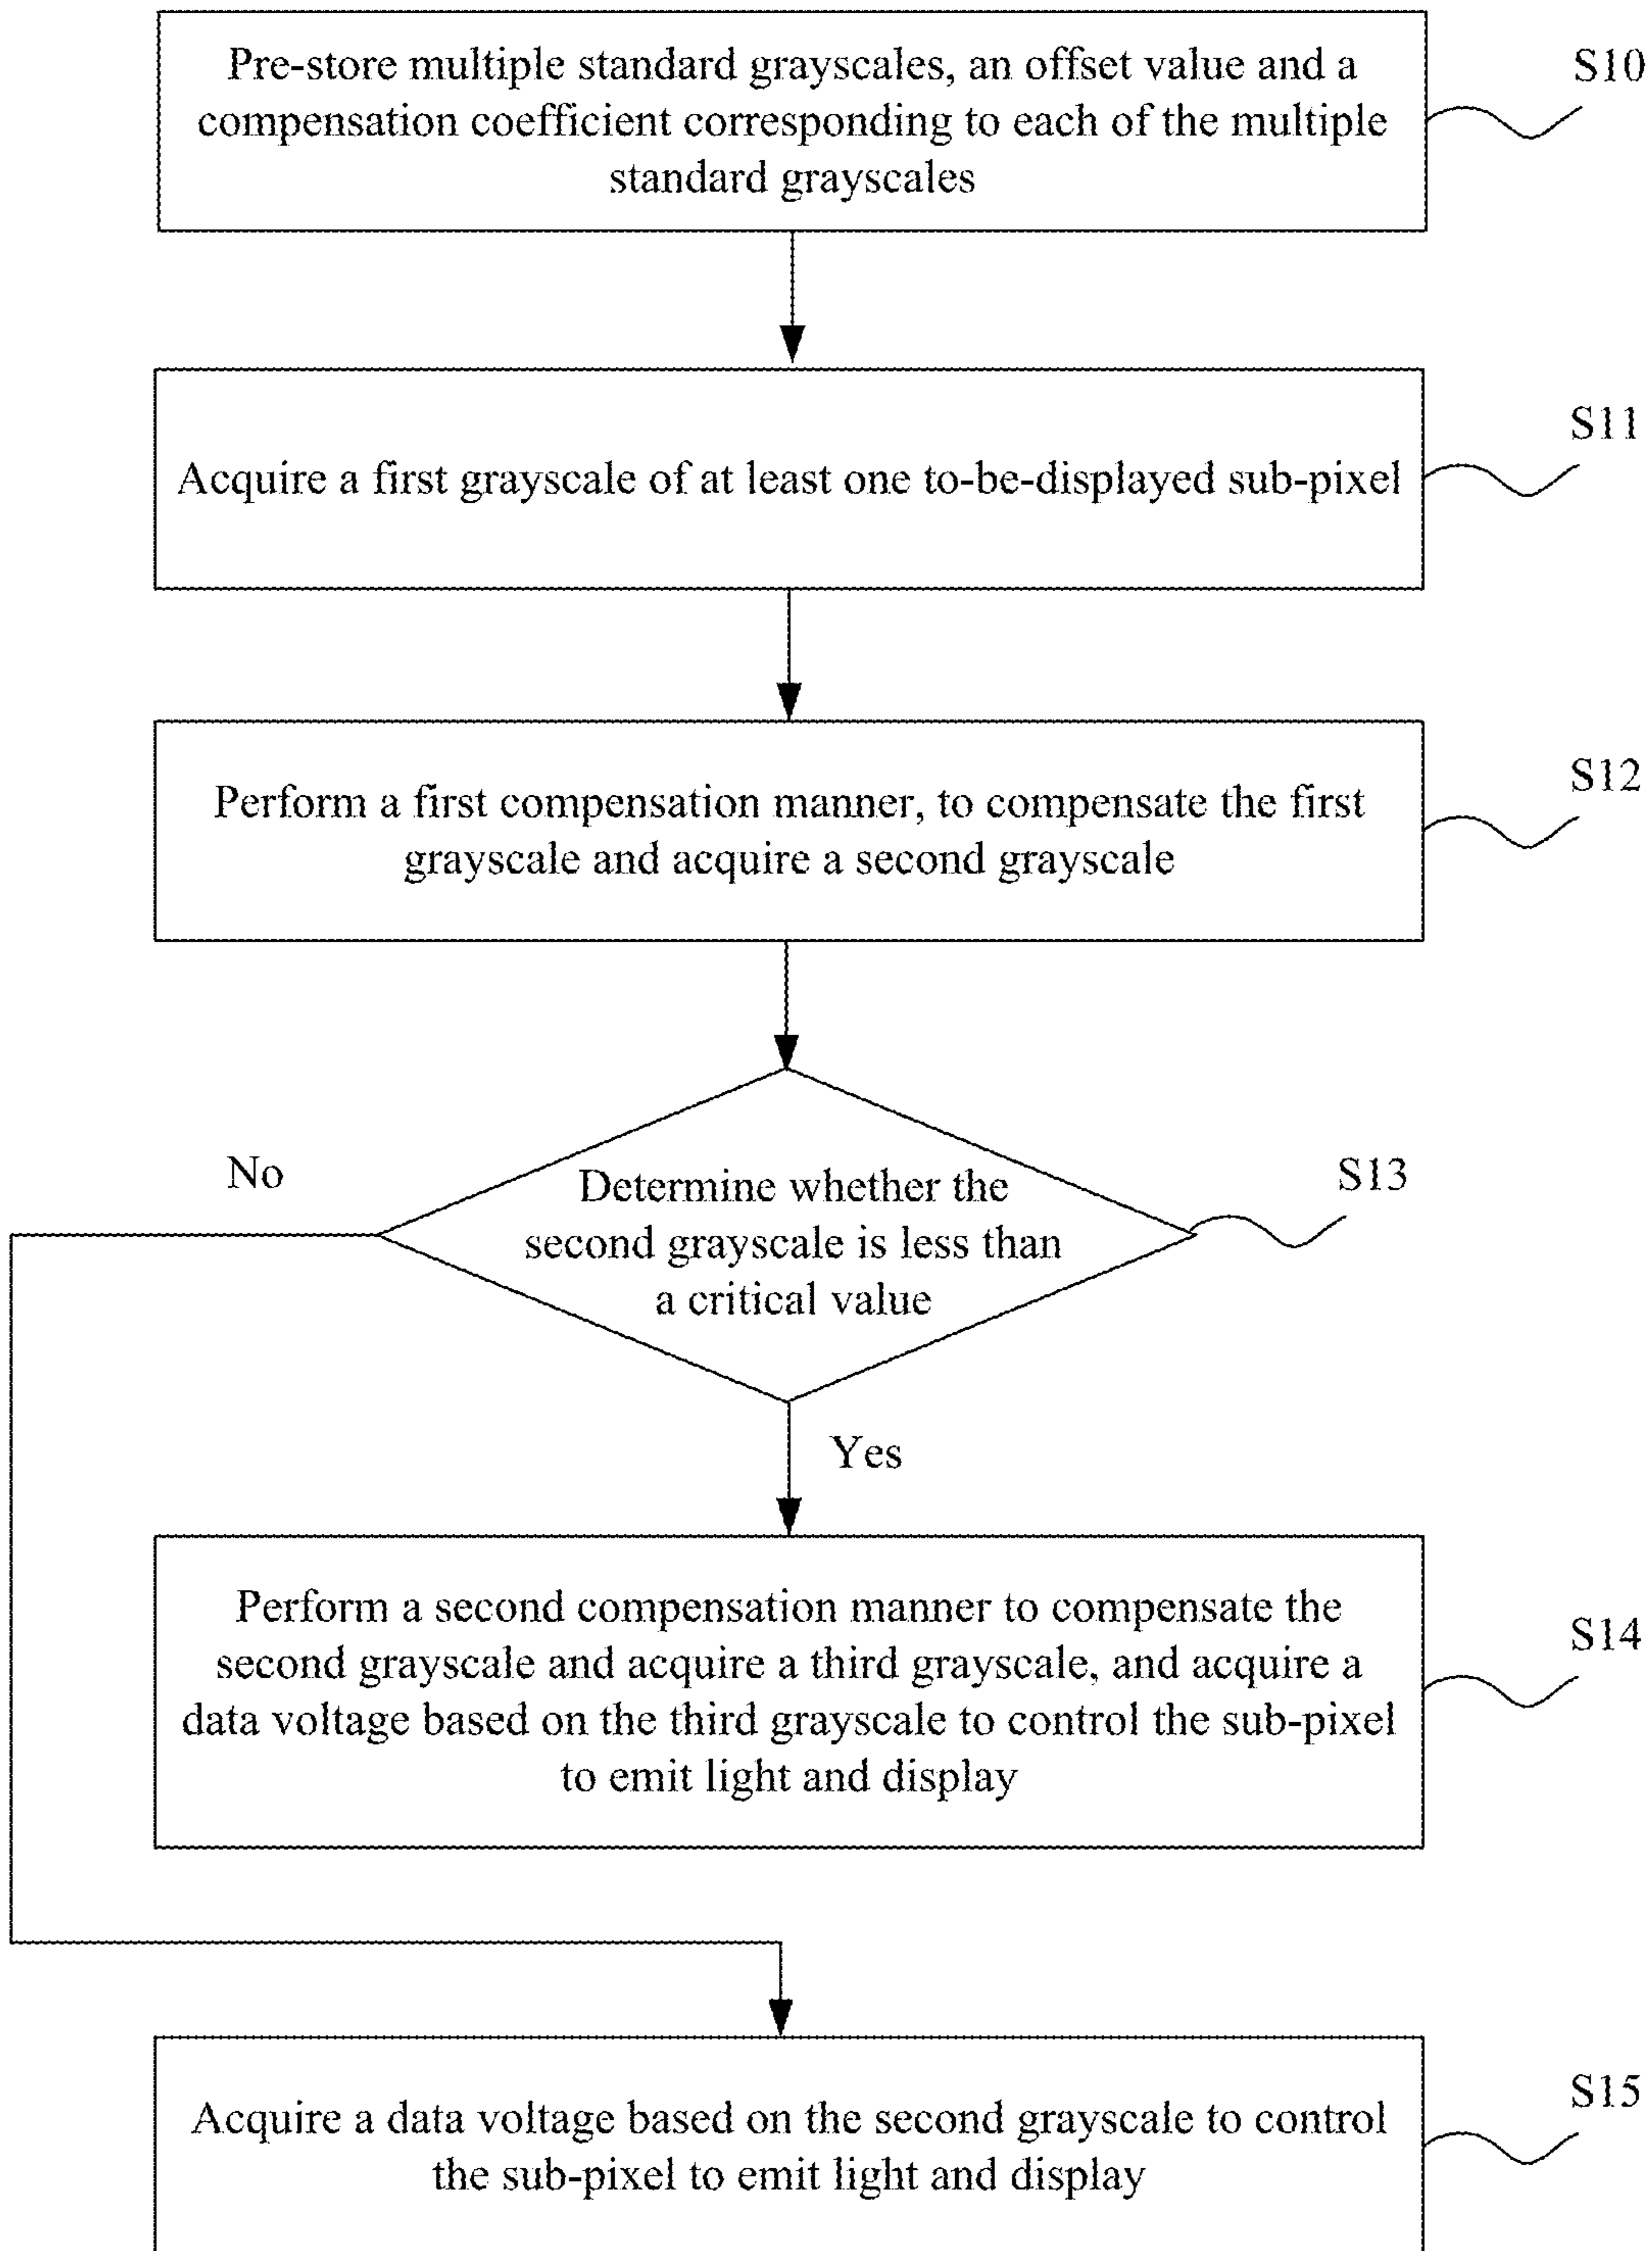 Pre-store multiple standard grayscales, an offset value and a
compensation coefficient corresponding to each of the multiple
standard grayscales
S10
Acquire a first grayscale of at least one to-be-displayed sub-pixel
S11
Perform a first compensation manner, to compensate the first
grayscale and acquire a second grayscale
S12
No
Determine whether the
second grayscale is less than
a critical value
S13
Yes
Perform a second compensation manner to compensate the
second grayscale and acquire a third grayscale, and acquire a
data voltage based on the third grayscale to control the sub-pixel
to emit light and display
S14
Acquire a data voltage based on the second grayscale to control
the sub-pixel to emit light and display
S15